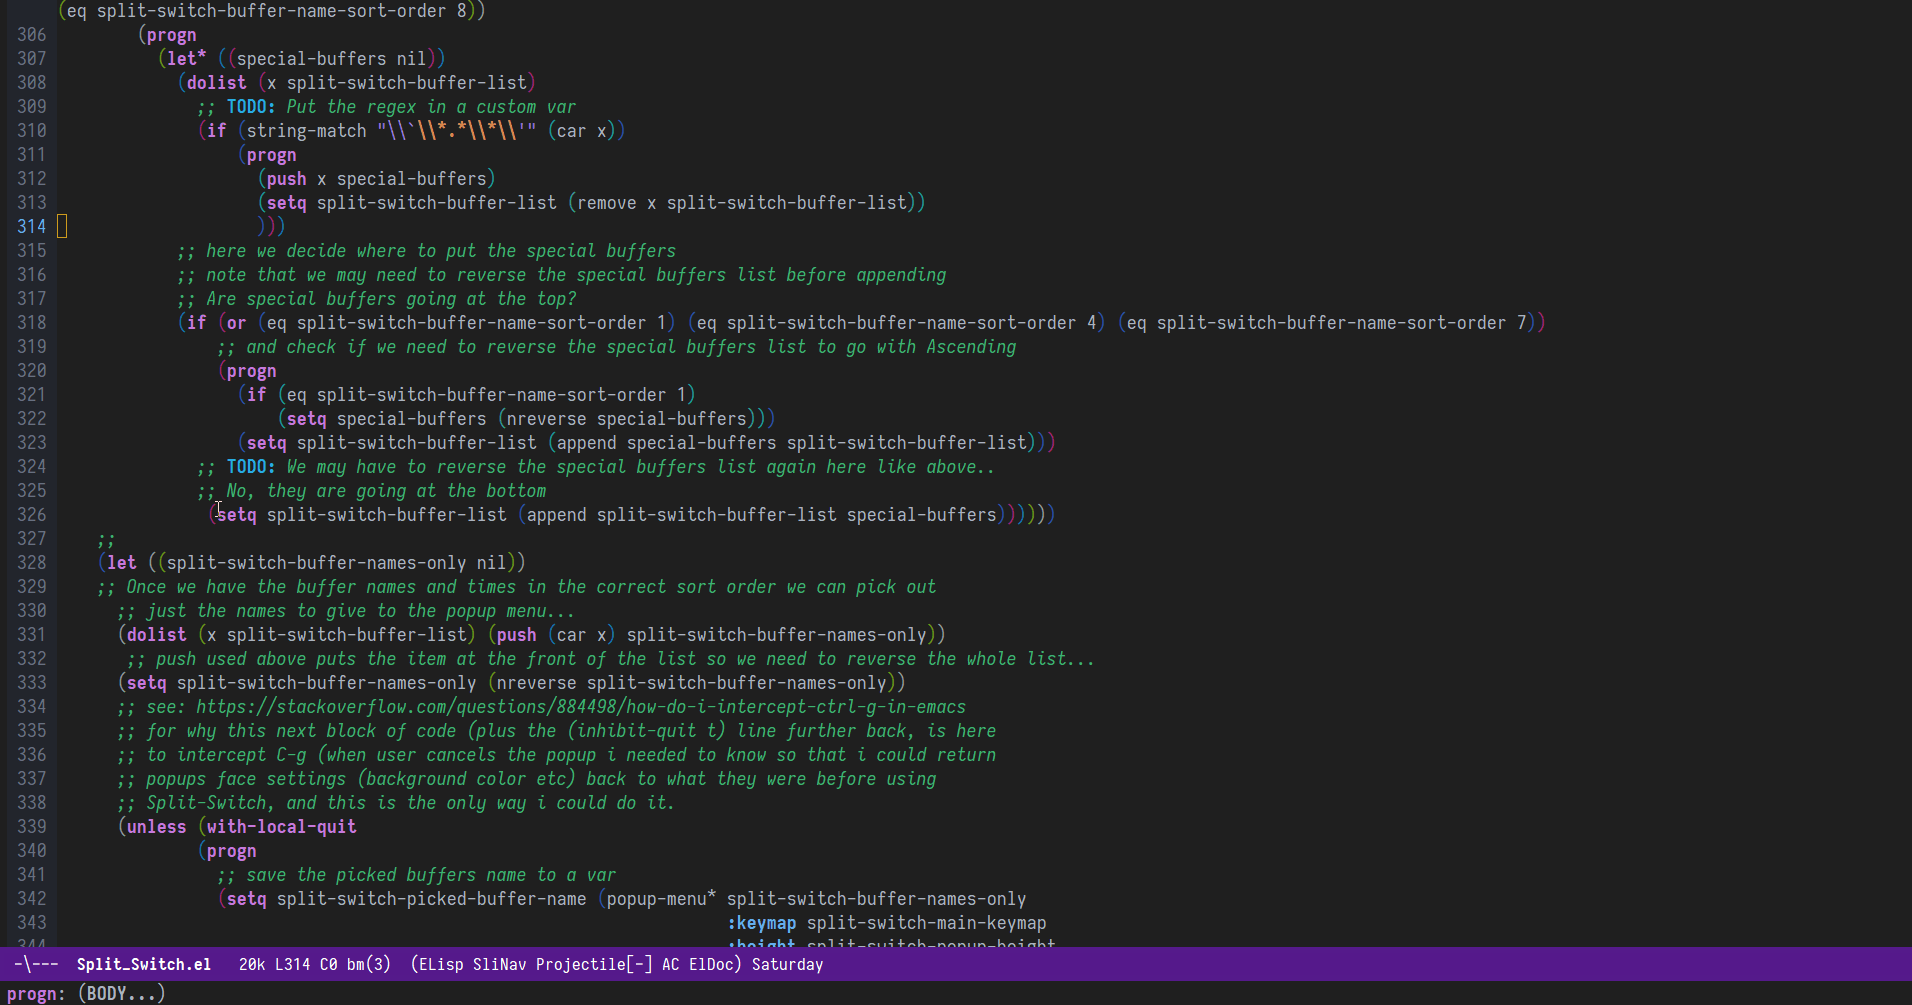 (eq split-switch-buffer-name-sort-order 8))
306         (progn
307           (let* ((special-buffers nil))
308             (dolist (x split-switch-buffer-list)
309               ;; TODO: Put the regex in a custom var
310               (if (string-match "\\`\\*.*\\*\\'" (car x))
311                   (progn
312                     (push x special-buffers)
313                     (setq split-switch-buffer-list (remove x split-switch-buffer-list))
314                     )))
315             ;; here we decide where to put the special buffers
316             ;; note that we may need to reverse the special buffers list before appending
317             ;; Are special buffers going at the top?
318             (if (or (eq split-switch-buffer-name-sort-order 1) (eq split-switch-buffer-name-sort-order 4) (eq split-switch-buffer-name-sort-order 7))
319                 ;; and check if we need to reverse the special buffers list to go with Ascending
320                 (progn
321                   (if (eq split-switch-buffer-name-sort-order 1)
322                       (setq special-buffers (nreverse special-buffers)))
323                   (setq split-switch-buffer-list (append special-buffers split-switch-buffer-list)))
324               ;; TODO: We may have to reverse the special buffers list again here like above..
325               ;; No, they are going at the bottom
326                (setq split-switch-buffer-list (append split-switch-buffer-list special-buffers))))))
327     ;;
328     (let ((split-switch-buffer-names-only nil))
329     ;; Once we have the buffer names and times in the correct sort order we can pick out
330       ;; just the names to give to the popup menu...
331       (dolist (x split-switch-buffer-list) (push (car x) split-switch-buffer-names-only))
332        ;; push used above puts the item at the front of the list so we need to reverse the whole list...
333       (setq split-switch-buffer-names-only (nreverse split-switch-buffer-names-only))
334       ;; see: https://stackoverflow.com/questions/884498/how-do-i-intercept-ctrl-g-in-emacs
335       ;; for why this next block of code (plus the (inhibit-quit t) line further back, is here
336       ;; to intercept C-g (when user cancels the popup i needed to know so that i could return
337       ;; popups face settings (background color etc) back to what they were before using
338       ;; Split-Switch, and this is the only way i could do it.
339       (unless (with-local-quit
340               (progn
341                 ;; save the picked buffers name to a var
342                 (setq split-switch-picked-buffer-name (popup-menu* split-switch-buffer-names-only
343                                                                    :keymap split-switch-main-keymap
344                                                                    :height split-switch-popup-height
-\---  Split_Switch.el   20k L314 C0 bm(3)  (ELisp SliNav Projectile[-] AC ElDoc) Saturday
progn: (BODY...)